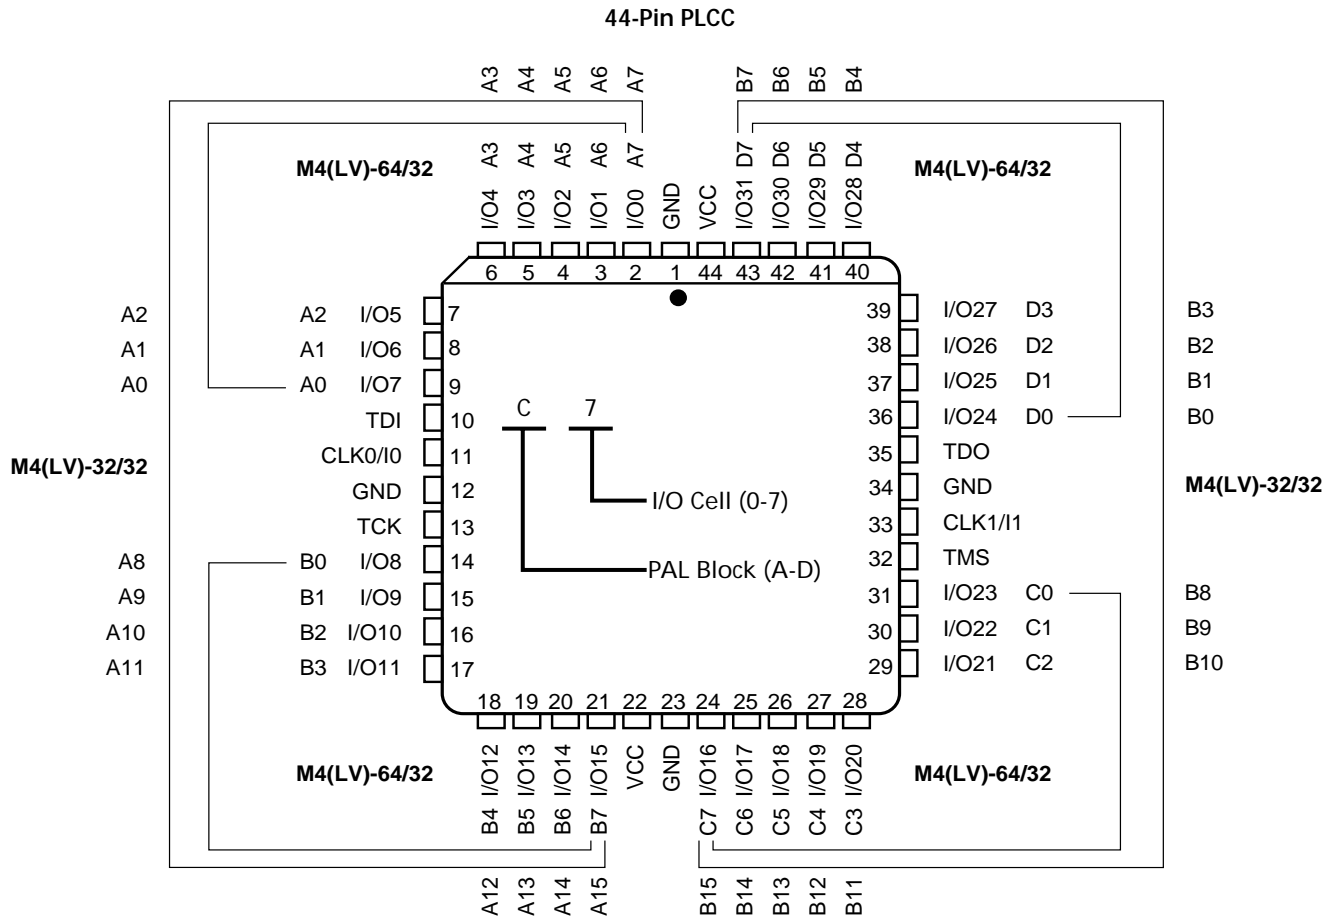 44-Pin PLCC
A3 A4 A5 A6 A7 B7 B6 B5 B4
M4(LV)-64/32 A3 A4 A5 A6 A7 D7 D6 D5 D4 M4(LV)-64/32
I/O4 I/O3 I/O2 I/O1 I/O0 GND VCC I/O31 I/O30 I/O29 I/O28
6 5 4 3 2 1 44 43 42 41 40
A2 A2 I/O5 7 39 I/O27 D3 B3
A1 A1 I/O6 8 38 I/O26 D2 B2
A0 A0 I/O7 9 37 I/O25 D1 B1
TDI 10 C 7 36 I/O24 D0 B0
CLK0/I0 11 35 TDO
M4(LV)-32/32 M4(LV)-32/32
GND 12 I/O Cell (0-7) 34 GND
TCK 13 33 CLK1/I1
A8 B0 I/O8 14 PAL Block (A-D) 32 TMS
A9 B1 I/O9 15 31 I/O23 C0 B8
A10 B2 I/O10 16 30 I/O22 C1 B9
A11 B3 I/O11 17 29 I/O21 C2 B10
18 19 20 21 22 23 24 25 26 27 28
I/O12 I/O13 I/O14 I/O15 VCC GND I/O16 I/O17 I/O18 I/O19 I/O20
M4(LV)-64/32 M4(LV)-64/32
B4 B5 B6 B7 C7 C6 C5 C4 C3
A12 A13 A14 A15 B15 B14 B13 B12 B11